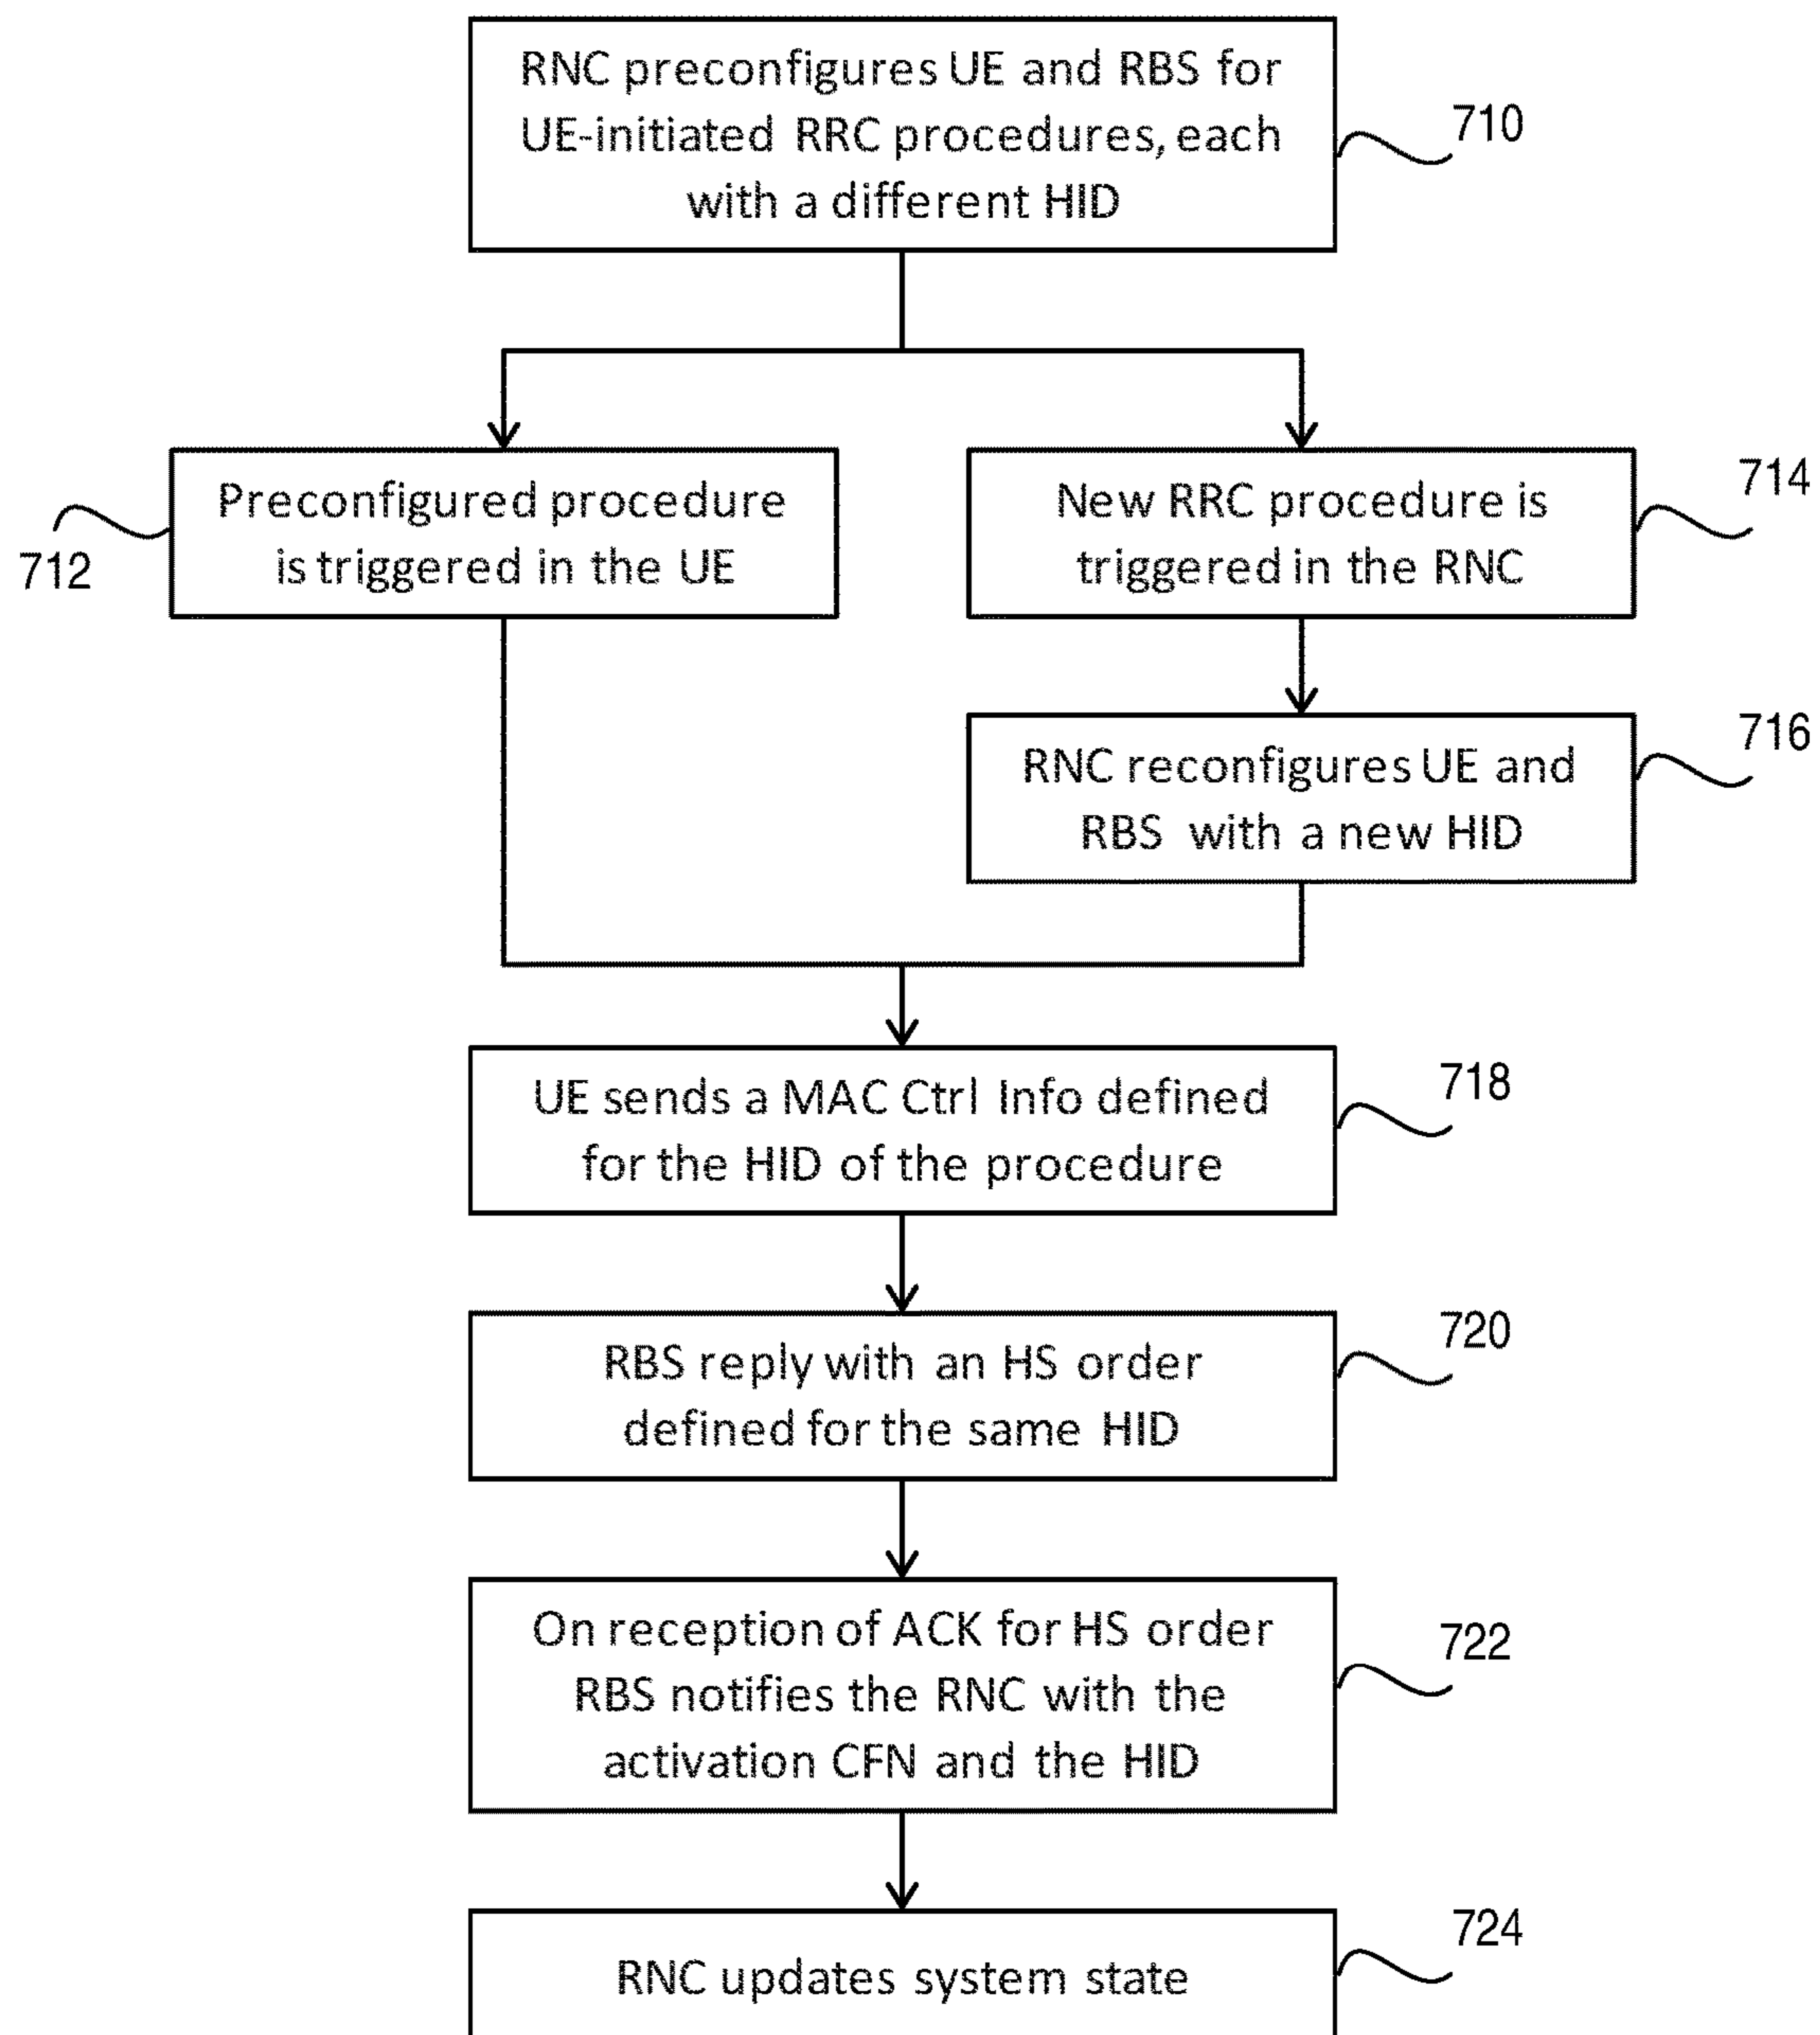 RNC preconfigures UE and RBS for
UE-initiated RRC procedures, each
with a different HID
710
Preconfigured procedure
is triggered in the UE
712
New RRC procedure is
triggered in the RNC
714
RNC reconfigures UE and
RBS with a new HID
716
UE sends a MAC Ctrl Info defined
for the HID of the procedure
718
RBS reply with an HS order
defined for the same HID
720
On reception of ACK for HS order
RBS notifies the RNC with the
activation CFN and the HID
722
RNC updates system state
724